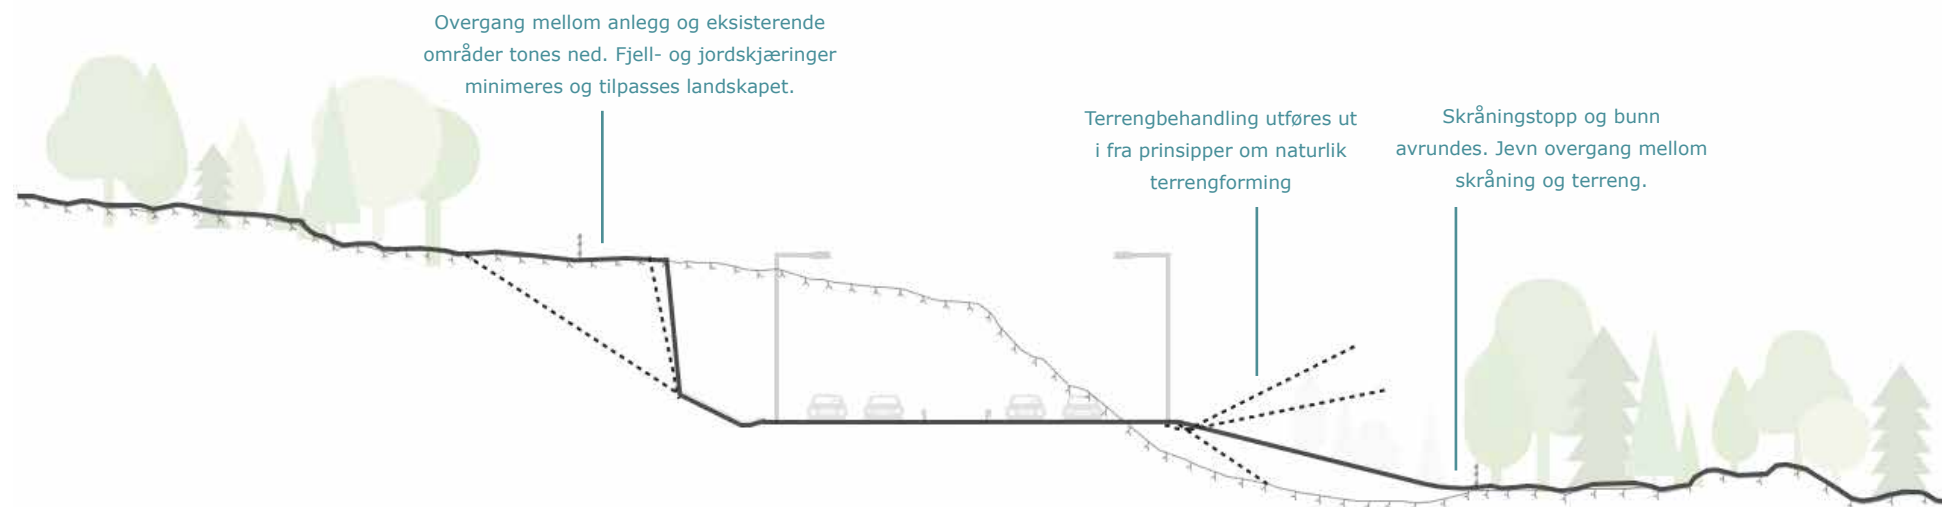 Overgang mellom anlegg og eksisterende
områder tones ned. Fjell- og jordskjæringer
minimeres og tilpasses landskapet.
Terrengbehandling utføres ut
i fra prinsipper om naturlik
terrengforming
Skråningstopp og bunn
avrundes. Jevn overgang mellom
skråning og terreng.